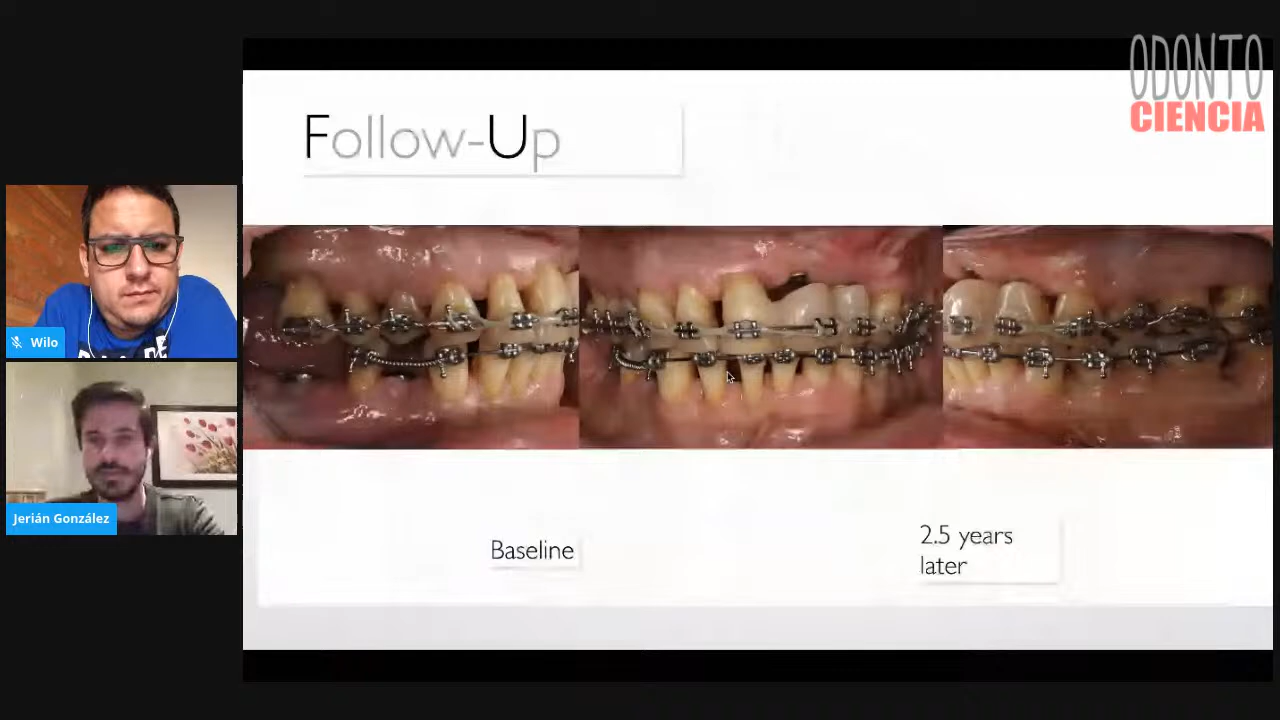 ODONTO
CIENCIA
Follow-Up
Wilo
Jerián González
Baseline
2.5 years
later